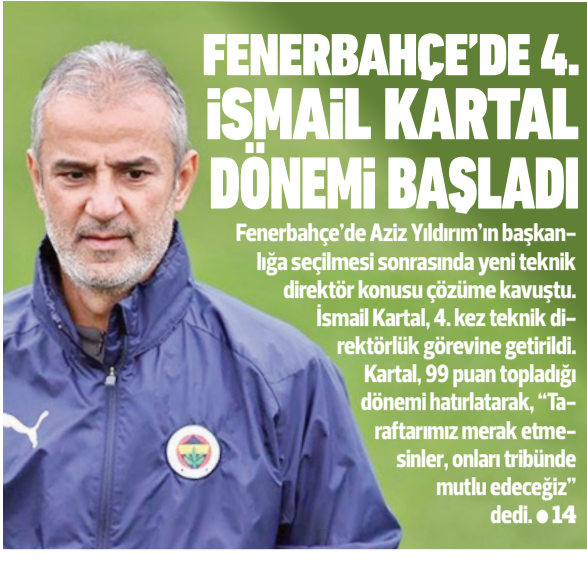 FENERBAHÇE'DE 4.
İSMAİL KARTAL
DÖNEMİ BAŞLADI
Fenerbahçe'de Aziz Yıldırım'ın başkan-
lığa seçilmesi sonrasında yeni teknik
direktör konusu çözüme kavuştu.
İsmail Kartal, 4. kez teknik di-
rektörlük görevine getirildi.
Kartal, 99 puan topladığı
dönemi hatırlatarak, “Ta-
raftarımız merak etme-
sinler, onları tribünde
mutlu edeceğiz”
dedi. ● 14